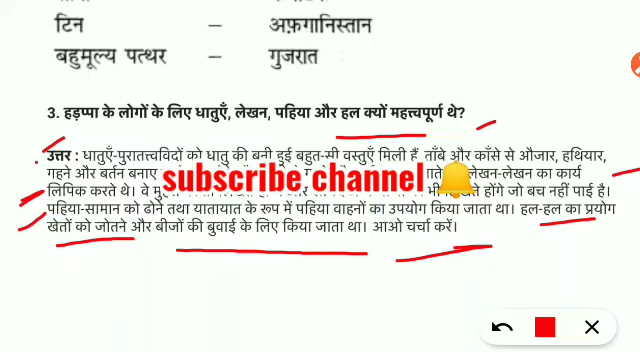 टिन – अफ़गानिस्तान
बहुमूल्य पत्थर – गुजरात
3. हड़प्पा के लोगों के लिए धातुएँ, लेखन, पहिया और हल क्यों महत्त्वपूर्ण थे?
उत्तर : धातुएँ-पुरातत्त्वविदों को धातु की बनी हुई बहुत-सी वस्तुएँ मिली हैं, ताँबे और काँसे से औजार, हथियार,
गहने और बर्तन बनाए लेखन-लेखन का कार्य
subscribe channel
लिपिक करते थे। वे होंगे जो बच नहीं पाई है।
पहिया-सामान को ढोने तथा यातायात के रूप में पहिया वाहनों का उपयोग किया जाता था। हल-हल का प्रयोग
खेतों को जोतने और बीजों की बुवाई के लिए किया जाता था। आओ चर्चा करें।